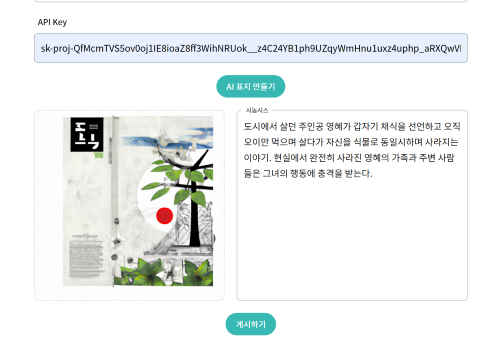 API Key
AI 표지 만들기
시놉시스
도시에서 살던 주인공 영혜가 갑자기 채식을 선언하고 오직
오이만 먹으며 살다가 자신을 식물로 동일시하며 사라지는
이야기. 현실에서 완전히 사라진 영혜의 가족과 주변 사람
들은 그녀의 행동에 충격을 받는다.
게시하기